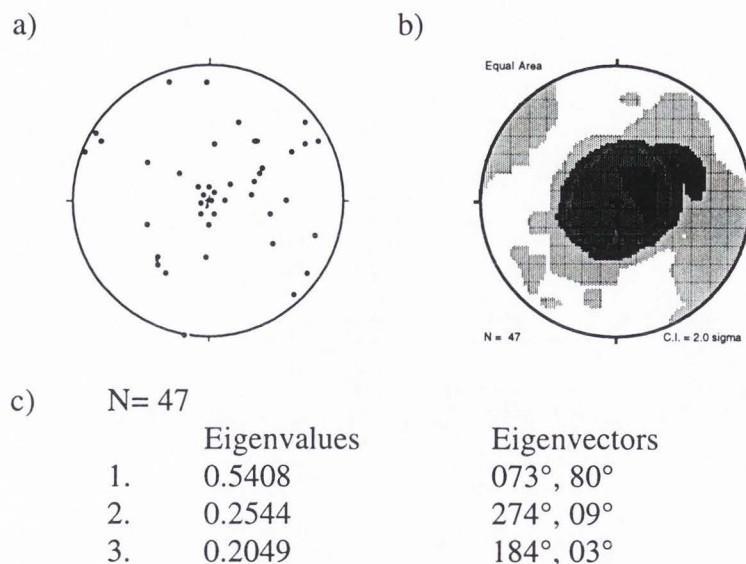 a)
b)
Equal Area
N = 47
C.I. = 2.0 sigma
c) N= 47
Eigenvalues Eigenvectors
1. 0.5408 073°, 80°
2. 0.2544 274°, 09°
3. 0.2049 184°, 03°